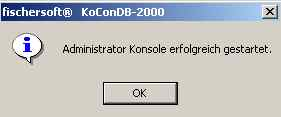 fischersoft® KoConDB-2000
Administrator Konsole erfolgreich gestartet.
OK